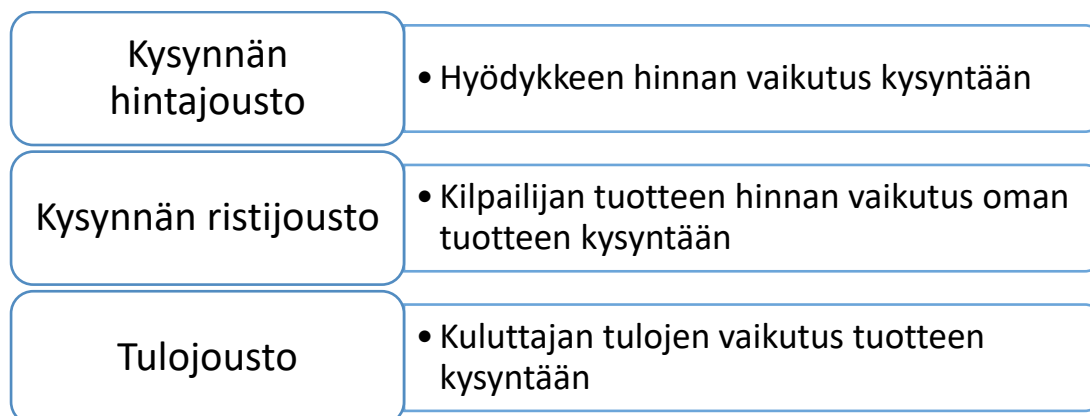 Kysynnän
hintajousto
• Hyödykkeen hinnan vaikutus kysyntään
Kysynnän ristijousto
• Kilpailijan tuotteen hinnan vaikutus oman
tuotteen kysyntään
Tulojousto
• Kuluttajan tulojen vaikutus tuotteen
kysyntään